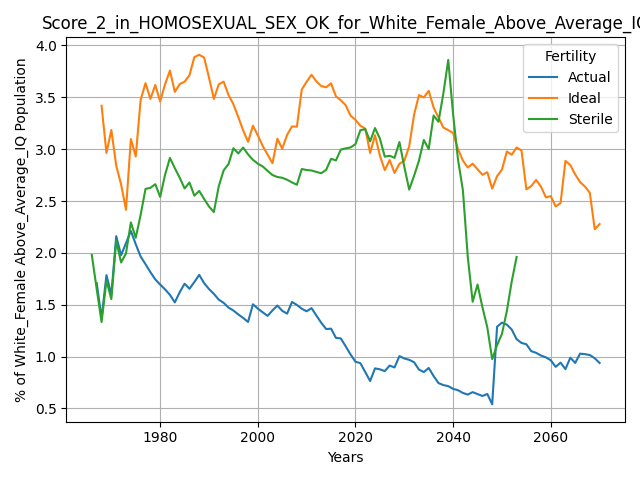 Score_2_in_HOMOSEXUAL_SEX_OK_for_White_Female_Above_Average_IQ
Fertility
Actual
Ideal
Sterile
% of White_Female Above_Average_IQ Population
4.0
3.5
3.0
2.5
2.0
1.5
1.0
0.5
1980 2000 2020 2040 2060
Years